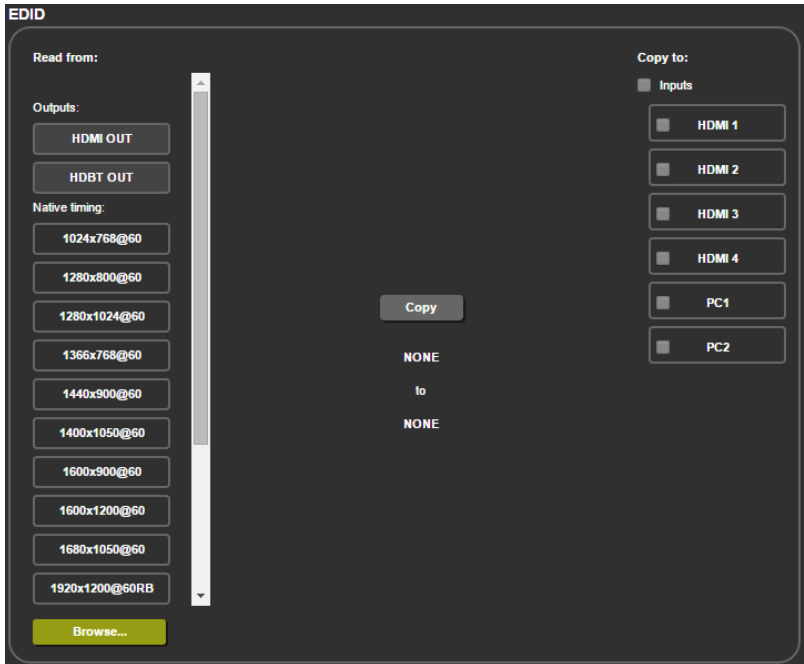 EDID
Read from:
Outputs:
HDMI OUT
HDBT OUT
Native timing:
1024x768@60
1280x800@60
1280x1024@60
1366x768@60
1440x900@60
1400x1050@60
1600x900@60
1600x1200@60
1680x1050@60
1920x1200@60RB
Browse...
Copy
NONE
to
NONE
Copy to:
Inputs
HDMI 1
HDMI 2
HDMI 3
HDMI 4
PC1
PC2